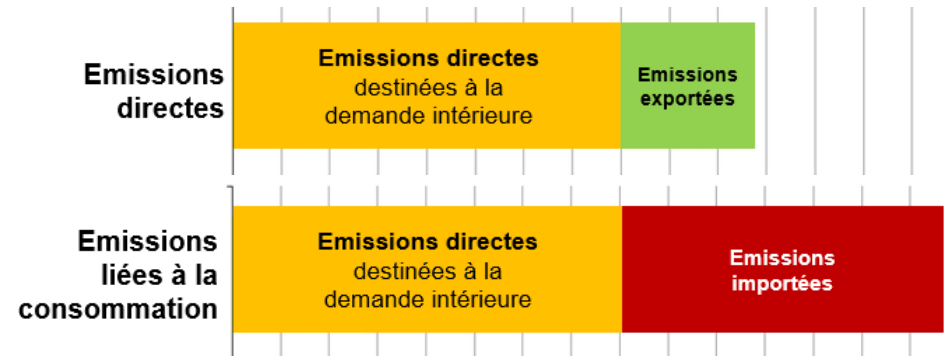 Emissions
directes
Emissions directes
destinées à la
demande intérieure
Emissions
exportées
Emissions
liées à la
consommation
Emissions directes
destinées à la
demande intérieure
Emissions
importées